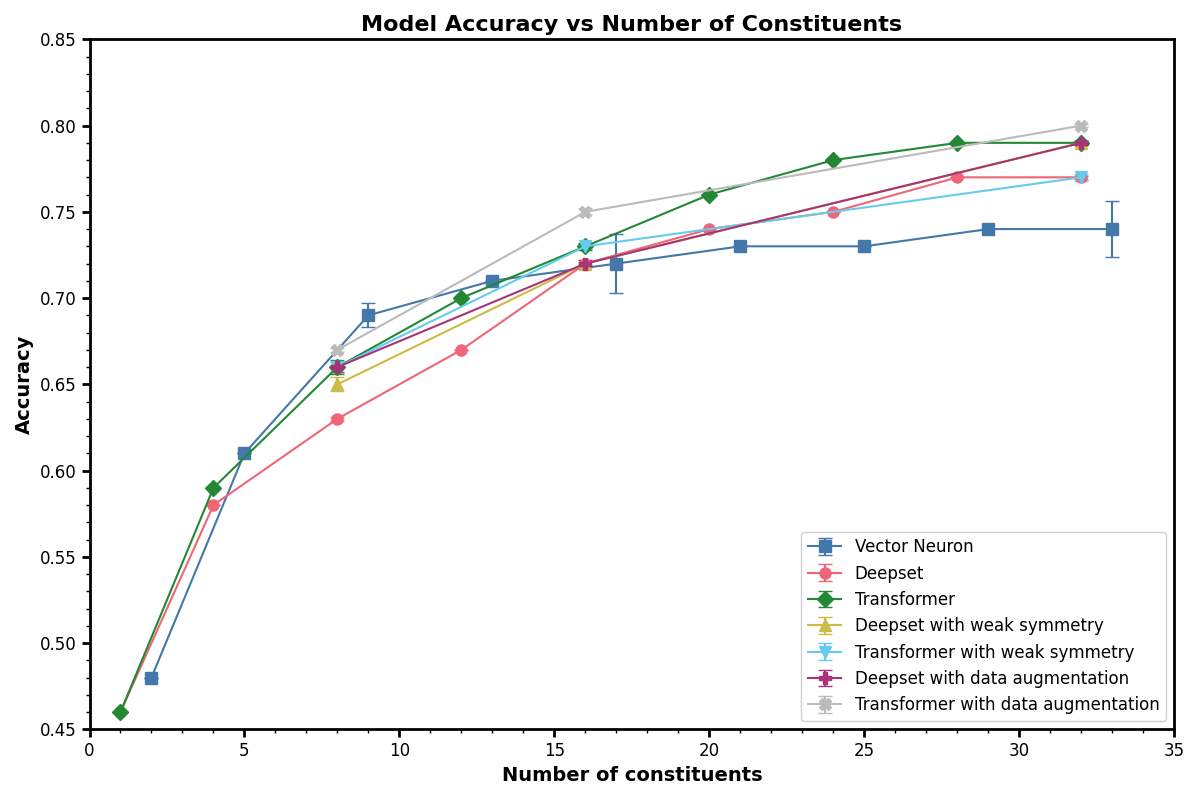 Model Accuracy vs Number of Constituents
0.85
0.80
0.75
0.70
0.65
0.60
0.55
0.50
0.45
Accuracy
0 5 10 15 20 25 30 35
Number of constituents
Vector Neuron
Deepset
Transformer
Deepset with weak symmetry
Transformer with weak symmetry
Deepset with data augmentation
Transformer with data augmentation